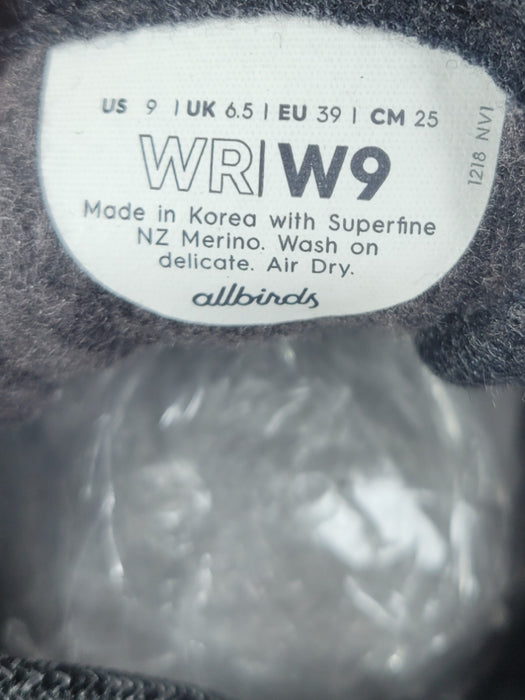 US 9 | UK 6.5 | EU 39 | CM 25
WR|W9
Made in Korea with Superfine
NZ Merino. Wash on
delicate. Air Dry.
allbirds
1218 NV1